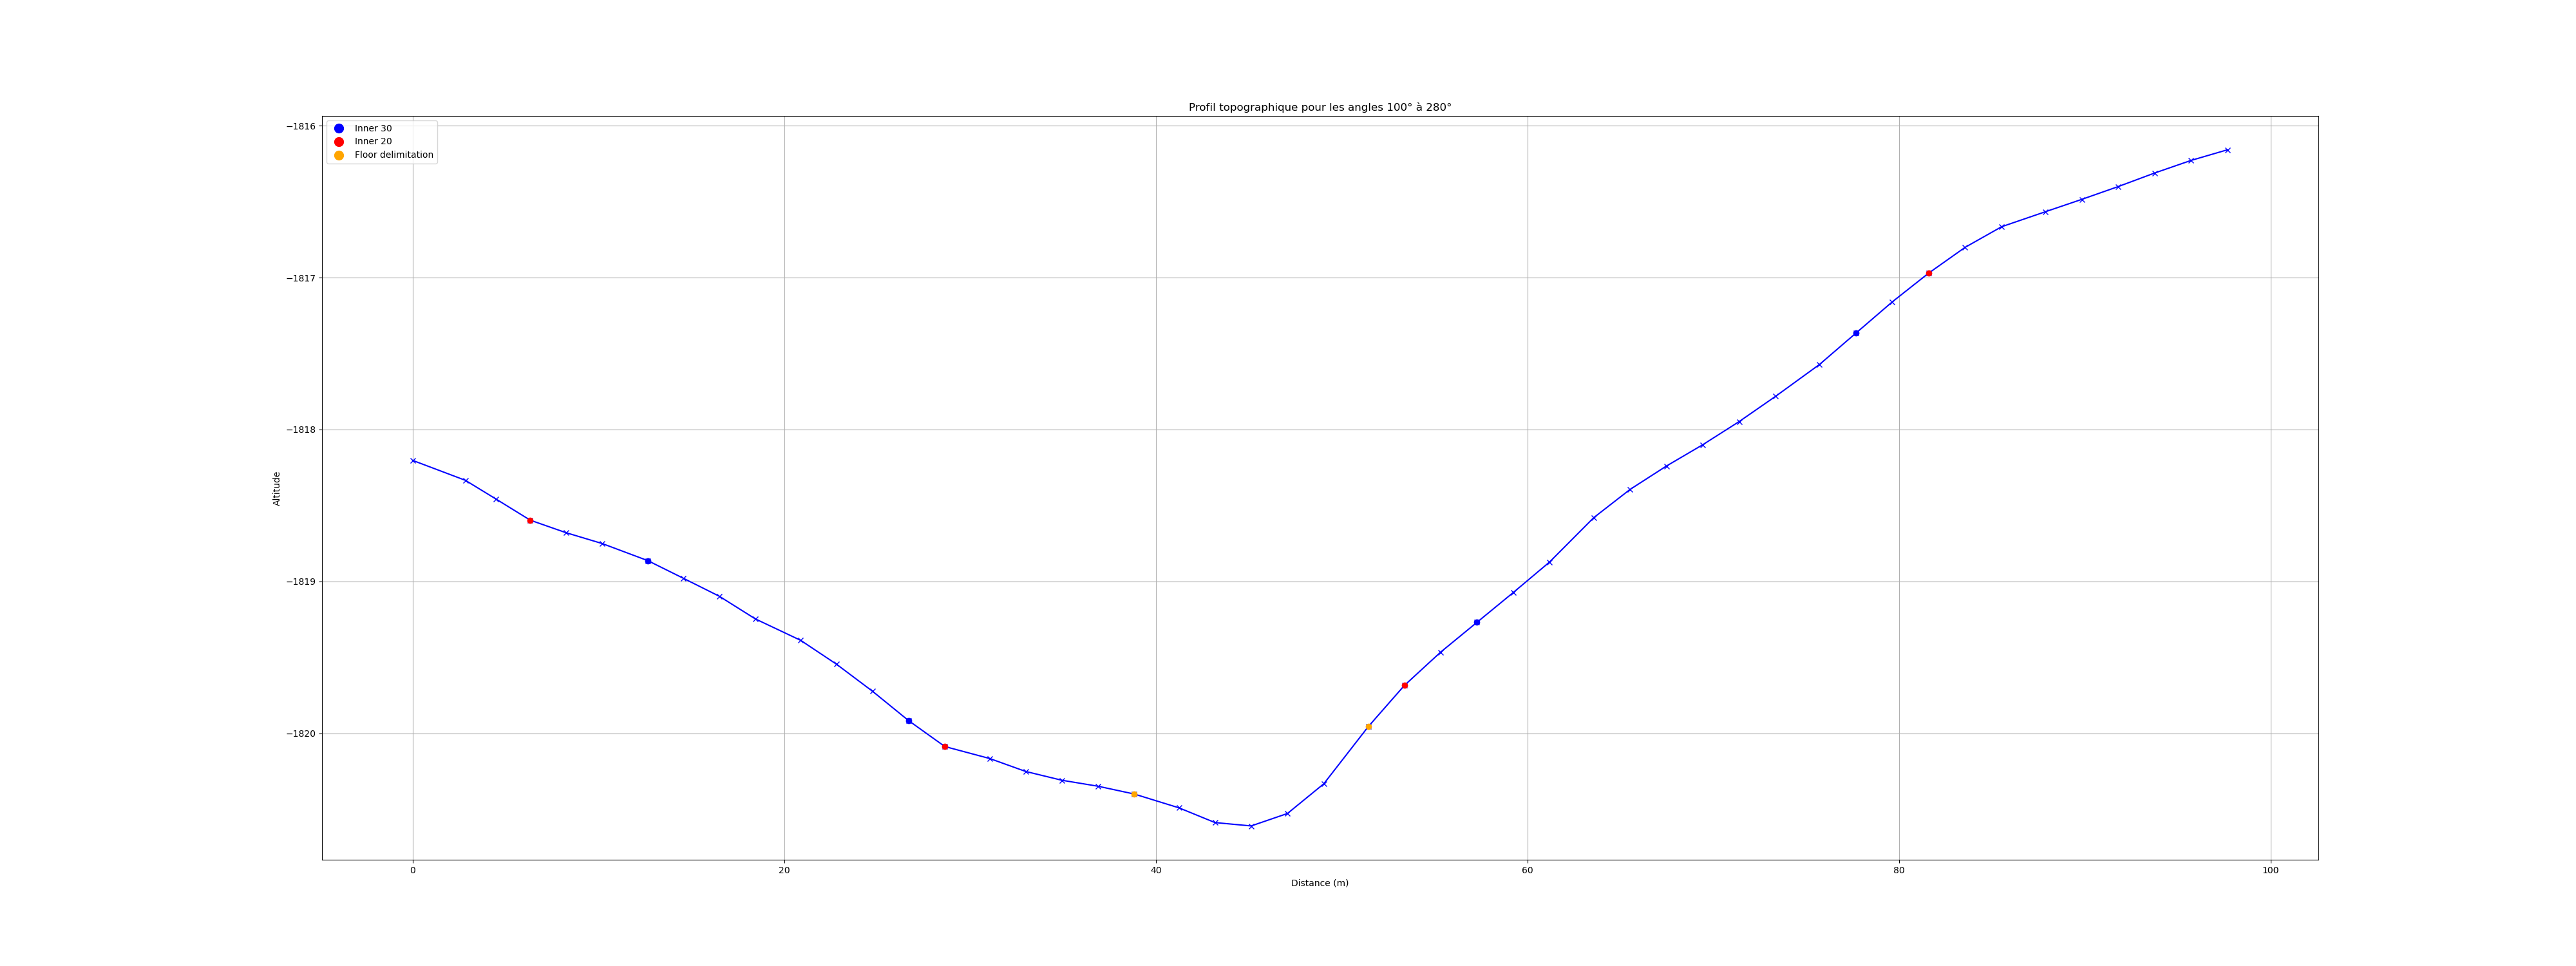 Profil topographique pour les angles 100° à 280°
Inner 30
Inner 20
Floor delimitation
−1816
−1817
−1818
−1819
−1820
Altitude
0 20 40 60 80 100
Distance (m)